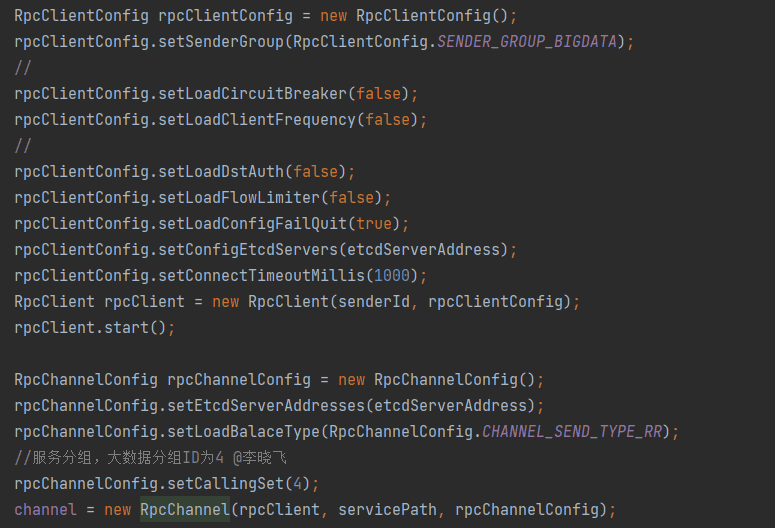 RpcClientConfig rpcClientConfig = new RpcClientConfig();
rpcClientConfig.setSenderGroup(RpcClientConfig.SENDER_GROUP_BIGDATA);
//
rpcClientConfig.setLoadCircuitBreaker(false);
rpcClientConfig.setLoadClientFrequency(false);
//
rpcClientConfig.setLoadDstAuth(false);
rpcClientConfig.setLoadFlowLimiter(false);
rpcClientConfig.setLoadConfigFailQuit(true);
rpcClientConfig.setConfigEtcdServers(etcdServerAddress);
rpcClientConfig.setConnectTimeoutMillis(1000);
RpcClient rpcClient = new RpcClient(senderId, rpcClientConfig);
rpcClient.start();
RpcChannelConfig rpcChannelConfig = new RpcChannelConfig();
rpcChannelConfig.setEtcdServerAddresses(etcdServerAddress);
rpcChannelConfig.setLoadBalaceType(RpcChannelConfig.CHANNEL_SEND_TYPE_RR);
//服务分组，大数据分组ID为4 @李晓飞
rpcChannelConfig.setCallingSet(4);
channel = new RpcChannel(rpcClient, servicePath, rpcChannelConfig);